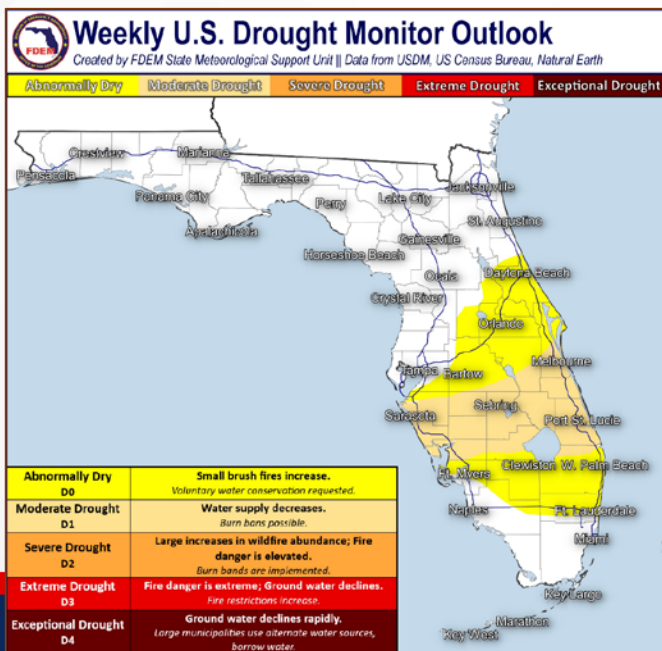 FDEM
Weekly U.S. Drought Monitor Outlook
Created by FDEM State Meteorological Support Unit || Data from USDM, US Census Bureau, Natural Earth
Abnormally Dry Moderate Drought Severe Drought Extreme Drought Exceptional Drought
Crestview
Marianna
Pensacola
Tallahassee
Jacksonville
Panama City
Perry
Lake City
Apalachicola
St. Augustine
Gainesville
Horseshoe Beach
Ocala
Daytona Beach
Crystal River
Orlando
Melbourne
Tampa
Bartow
Sarasota
Sebring
Port St. Lucie
Ft. Myers
Clewiston
W. Palm Beach
Naples
Ft. Lauderdale
Miami
Key Largo
Marathon
Key West
Abnormally Dry
D0
Small brush fires increase.
Voluntary water conservation requested.
Moderate Drought
D1
Water supply decreases.
Burn bans possible.
Severe Drought
D2
Large increases in wildfire abundance; Fire
danger is elevated.
Burn bands are implemented.
Extreme Drought
D3
Fire danger is extreme; Ground water declines.
Fire restrictions increase.
Exceptional Drought
D4
Ground water declines rapidly.
Large municipalities use alternate water sources,
borrow water.